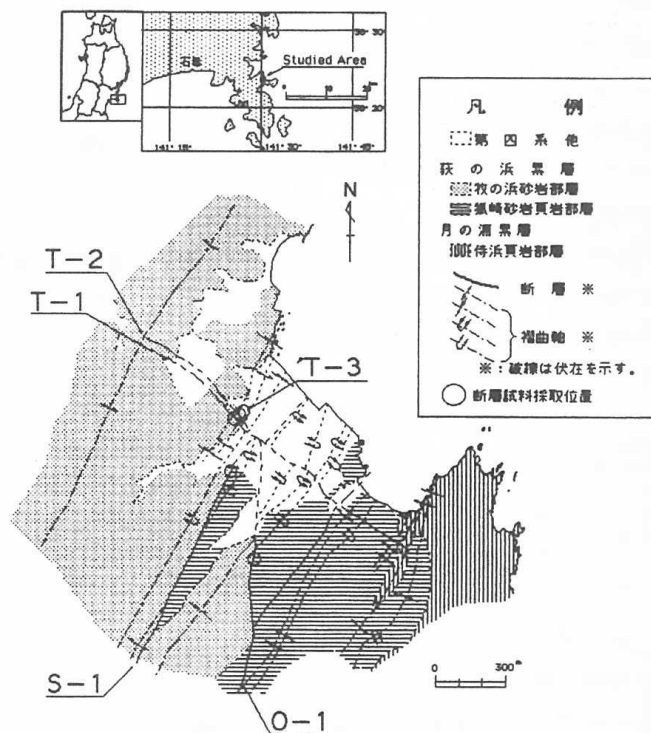 石巻
Studied Area
0 10 20km
38° 30'
38° 20'
141° 15'
141° 30'
141° 45'
凡 例
第四系他
荻の浜累層
牧の浜砂岩部層
狐崎砂岩頁岩部層
月の浦累層
侍浜頁岩部層
断層 ※
褶曲軸 ※
※：破線は伏在を示す。
断層試料採取位置
N
T-2
T-1
T-3
S-1
O-1
0 300m